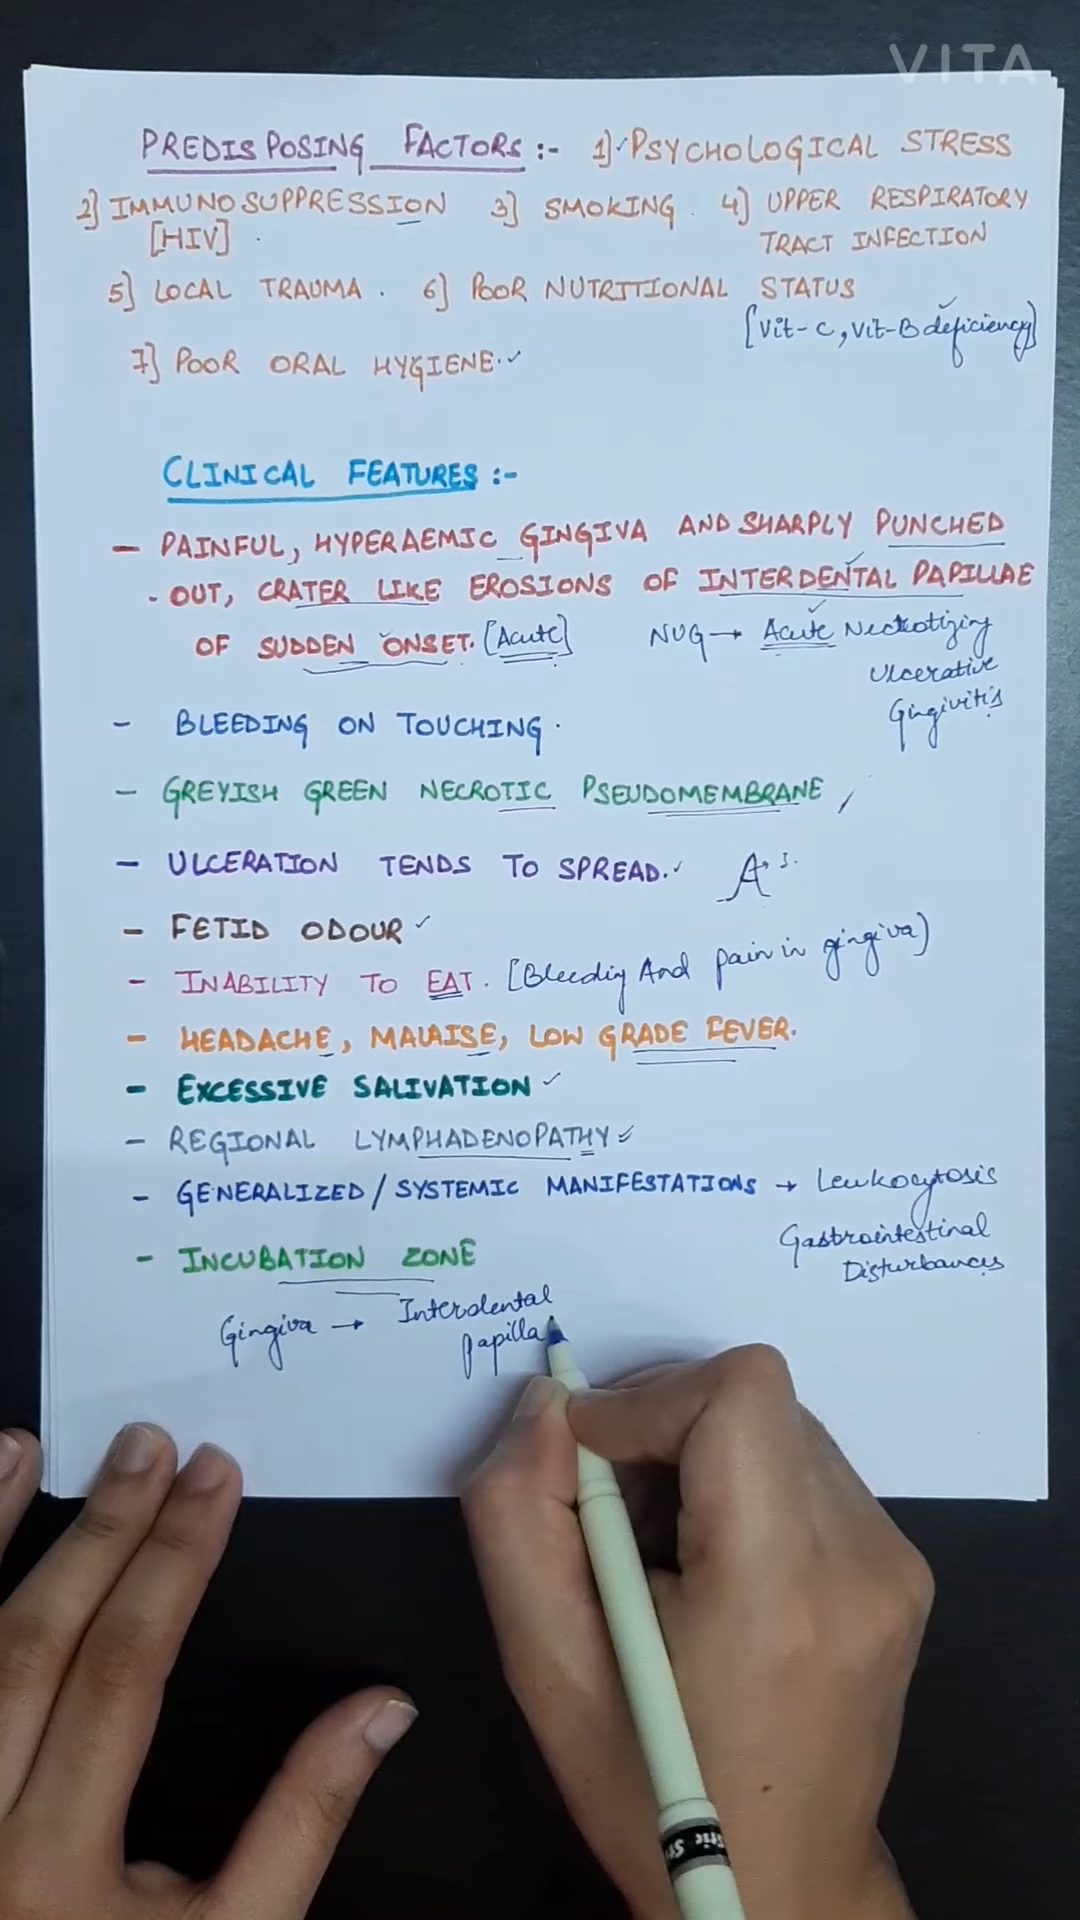 VITA
PREDISPOSING FACTORS :- 1] PSYCHOLOGICAL STRESS
2] IMMUNOSUPPRESSION 3] SMOKING. 4] UPPER RESPIRATORY
[HIV]. TRACT INFECTION
5] LOCAL TRAUMA. 6] POOR NUTRITIONAL STATUS
[Vit-C, Vit-B deficiency]
7] POOR ORAL HYGIENE.
CLINICAL FEATURES :-
- PAINFUL, HYPERAEMIC GINGIVA AND SHARPLY PUNCHED
- OUT, CRATER LIKE EROSIONS OF INTERDENTAL PAPILLAE
OF SUDDEN ONSET. [Acute] NUG → Acute Necrotizing
Ulcerative
Gingivitis
- BLEEDING ON TOUCHING.
- GREYISH GREEN NECROTIC PSEUDOMEMBRANE
- ULCERATION TENDS TO SPREAD.
- FETID ODOUR
- INABILITY TO EAT. [Bleediy And pain in gingiva)
- HEADACHE, MALAISE, LOW GRADE FEVER.
- EXCESSIVE SALIVATION
- REGIONAL LYMPHADENOPATHY
- GENERALIZED/SYSTEMIC MANIFESTATIONS → Leukocytosis
Gastrointestinal
Disturbances
- INCUBATION ZONE
Gingiva → Interdental
papilla